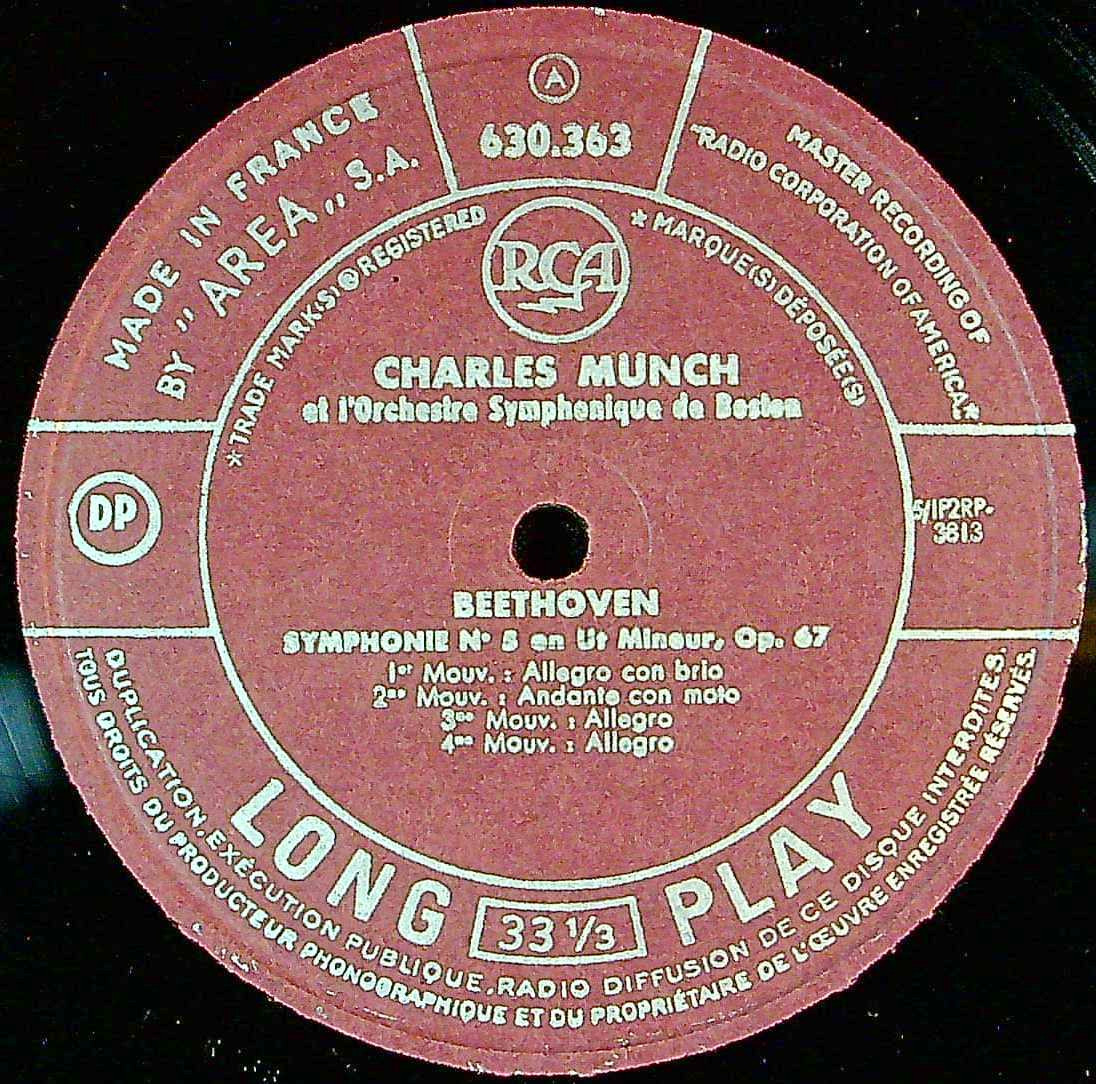 A
630.363
MADE IN FRANCE
BY " AREA „ S.A.
MASTER RECORDING OF
"RADIO CORPORATION OF AMERICA"*
*TRADE MARK(S) ® REGISTERED
RCA
* MARQUE(S) DÉPOSÉE(S)
CHARLES MUNCH
et l'Orchestre Symphonique de Boston
DP
S/IP2RP-
3813
BEETHOVEN
SYMPHONIE N° 5 en Ut Mineur, Op. 67
1er Mouv. : Allegro con brio
2me Mouv. : Andante con moto
3me Mouv. : Allegro
4me Mouv. : Allegro
LONG PLAY
33 1/3
DUPLICATION, EXÉCUTION PUBLIQUE, RADIO DIFFUSION DE CE DISQUE INTERDITES.
TOUS DROITS DU PRODUCTEUR PHONOGRAPHIQUE ET DU PROPRIÉTAIRE DE L'ŒUVRE ENREGISTRÉE RÉSERVÉS.